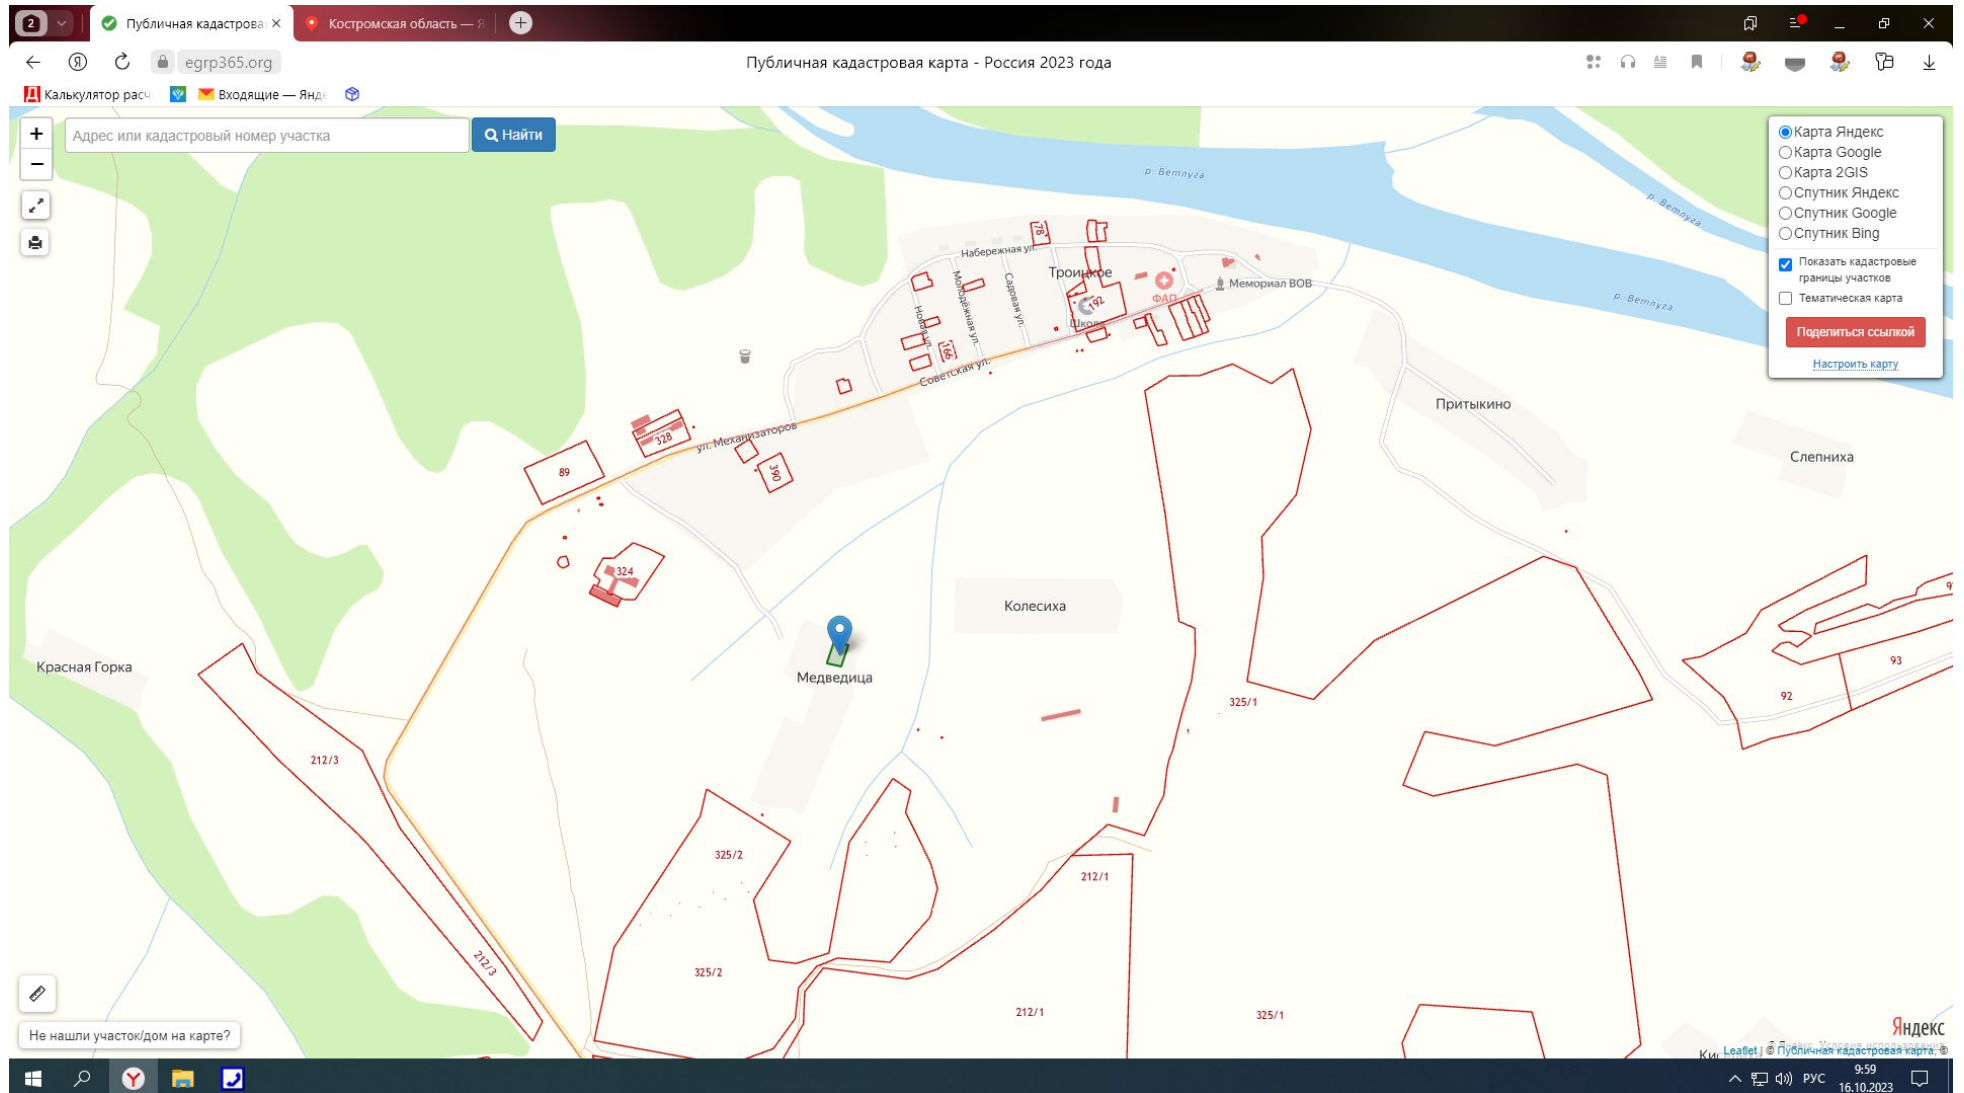 2
Публичная кадастрова
Костромская область — Я
egrp365.org
Публичная кадастровая карта - Россия 2023 года
Калькулятор расч
Входящие — Янде
+
Адрес или кадастровый номер участка
Найти
−
Карта Яндекс
Карта Google
Карта 2GIS
Спутник Яндекс
Спутник Google
Спутник Bing
Показать кадастровые
границы участков
Тематическая карта
Поделиться ссылкой
Настроить карту
р. Ветлуга
р. Ветлуга
р. Ветлуга
78
Набережная ул.
Троицкое
Молодёжная ул.
Садовая ул.
Новая ул.
ФАП
Мемориал ВОВ
192
Школа
166
Советская ул.
Притыкино
328
ул. Механизаторов
Слепниха
89
390
324
Колесиха
Красная Горка
Медведица
93
92
325/1
212/3
325/2
212/1
212/3
325/2
212/1
325/1
Не нашли участок/дом на карте?
Яндекс
Leaflet | © Публичная кадастровая карта, ©
РУС
9:59
16.10.2023